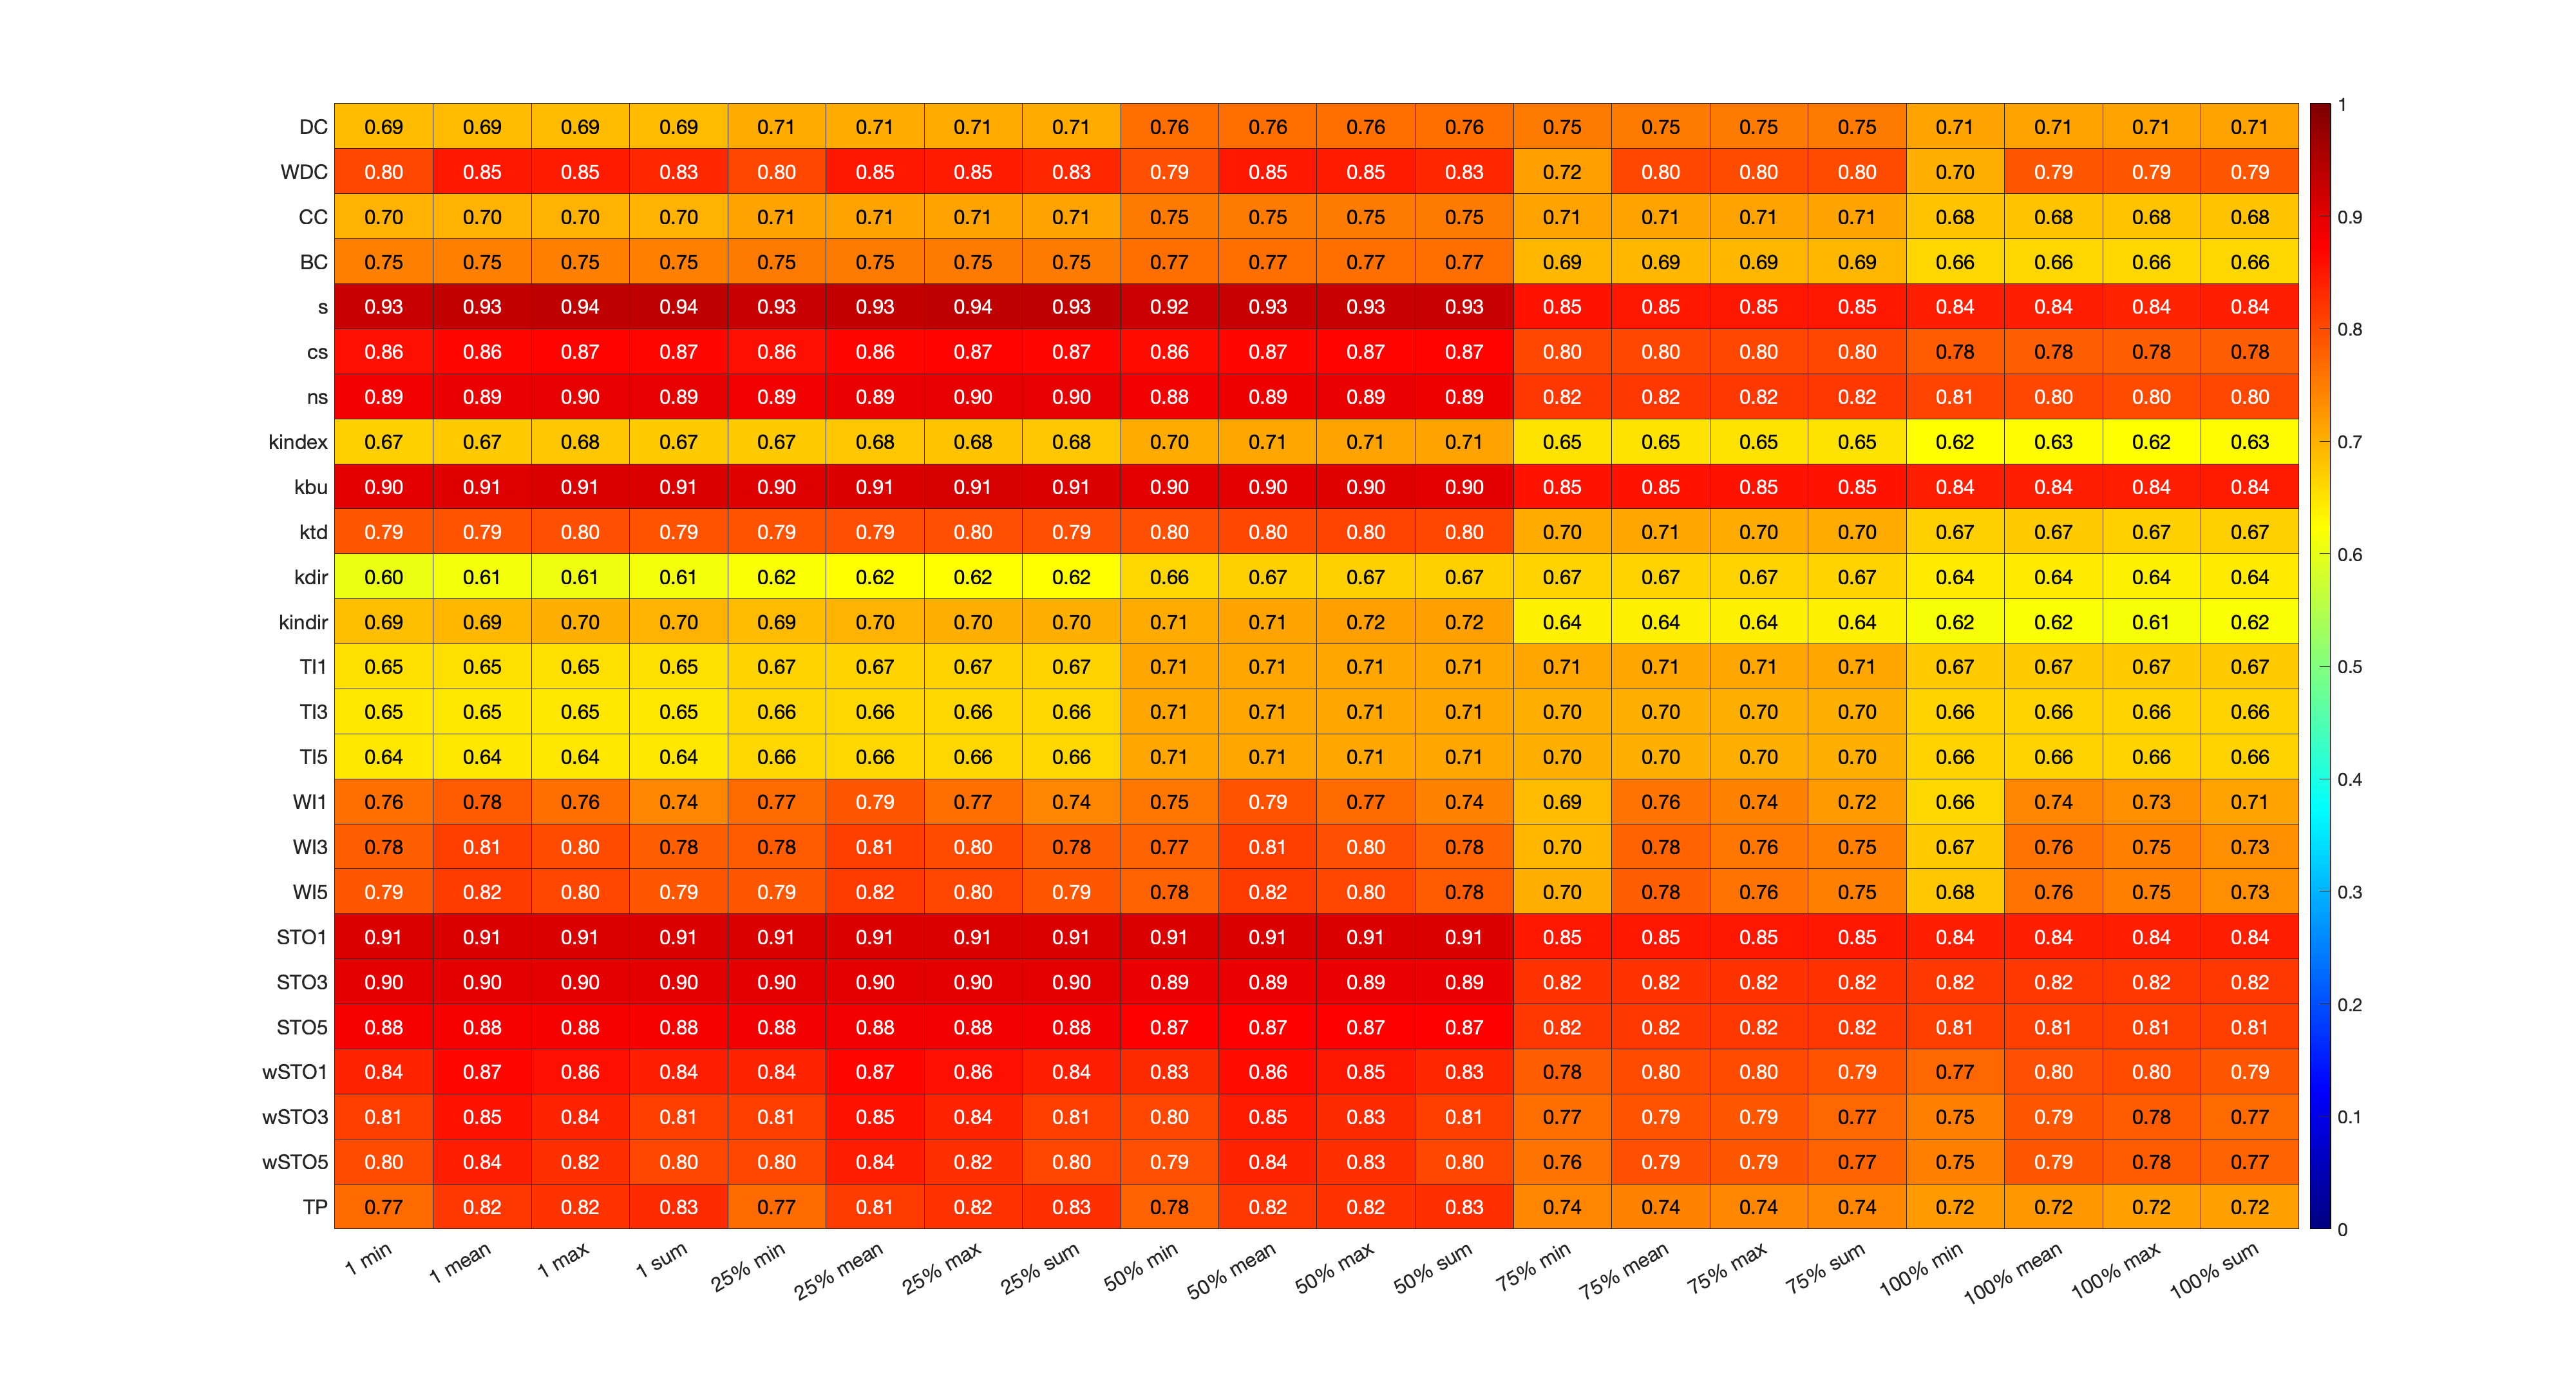 DC 0.69 0.69 0.69 0.69 0.71 0.71 0.71 0.71 0.76 0.76 0.76 0.76 0.75 0.75 0.75 0.75 0.71 0.71 0.71 0.71 1
WDC 0.80 0.85 0.85 0.83 0.80 0.85 0.85 0.83 0.79 0.85 0.85 0.83 0.72 0.80 0.80 0.80 0.70 0.79 0.79 0.79
CC 0.70 0.70 0.70 0.70 0.71 0.71 0.71 0.71 0.75 0.75 0.75 0.75 0.71 0.71 0.71 0.71 0.68 0.68 0.68 0.68 0.9
BC 0.75 0.75 0.75 0.75 0.75 0.75 0.75 0.75 0.77 0.77 0.77 0.77 0.69 0.69 0.69 0.69 0.66 0.66 0.66 0.66
s 0.93 0.93 0.94 0.94 0.93 0.93 0.94 0.93 0.92 0.93 0.93 0.93 0.85 0.85 0.85 0.85 0.84 0.84 0.84 0.84
0.8
cs 0.86 0.86 0.87 0.87 0.86 0.86 0.87 0.87 0.86 0.87 0.87 0.87 0.80 0.80 0.80 0.80 0.78 0.78 0.78 0.78
ns 0.89 0.89 0.90 0.89 0.89 0.89 0.90 0.90 0.88 0.89 0.89 0.89 0.82 0.82 0.82 0.82 0.81 0.80 0.80 0.80
kindex 0.67 0.67 0.68 0.67 0.67 0.68 0.68 0.68 0.70 0.71 0.71 0.71 0.65 0.65 0.65 0.65 0.62 0.63 0.62 0.63 0.7
kbu 0.90 0.91 0.91 0.91 0.90 0.91 0.91 0.91 0.90 0.90 0.90 0.90 0.85 0.85 0.85 0.85 0.84 0.84 0.84 0.84
ktd 0.79 0.79 0.80 0.79 0.79 0.79 0.80 0.79 0.80 0.80 0.80 0.80 0.70 0.71 0.70 0.70 0.67 0.67 0.67 0.67
0.6
kdir 0.60 0.61 0.61 0.61 0.62 0.62 0.62 0.62 0.66 0.67 0.67 0.67 0.67 0.67 0.67 0.67 0.64 0.64 0.64 0.64
kindir 0.69 0.69 0.70 0.70 0.69 0.70 0.70 0.70 0.71 0.71 0.72 0.72 0.64 0.64 0.64 0.64 0.62 0.62 0.61 0.62
TI1 0.65 0.65 0.65 0.65 0.67 0.67 0.67 0.67 0.71 0.71 0.71 0.71 0.71 0.71 0.71 0.71 0.67 0.67 0.67 0.67 0.5
TI3 0.65 0.65 0.65 0.65 0.66 0.66 0.66 0.66 0.71 0.71 0.71 0.71 0.70 0.70 0.70 0.70 0.66 0.66 0.66 0.66
TI5 0.64 0.64 0.64 0.64 0.66 0.66 0.66 0.66 0.71 0.71 0.71 0.71 0.70 0.70 0.70 0.70 0.66 0.66 0.66 0.66
0.4
WI1 0.76 0.78 0.76 0.74 0.77 0.79 0.77 0.74 0.75 0.79 0.77 0.74 0.69 0.76 0.74 0.72 0.66 0.74 0.73 0.71
WI3 0.78 0.81 0.80 0.78 0.78 0.81 0.80 0.78 0.77 0.81 0.80 0.78 0.70 0.78 0.76 0.75 0.67 0.76 0.75 0.73
WI5 0.79 0.82 0.80 0.79 0.79 0.82 0.80 0.79 0.78 0.82 0.80 0.78 0.70 0.78 0.76 0.75 0.68 0.76 0.75 0.73 0.3
STO1 0.91 0.91 0.91 0.91 0.91 0.91 0.91 0.91 0.91 0.91 0.91 0.91 0.85 0.85 0.85 0.85 0.84 0.84 0.84 0.84
STO3 0.90 0.90 0.90 0.90 0.90 0.90 0.90 0.90 0.89 0.89 0.89 0.89 0.82 0.82 0.82 0.82 0.82 0.82 0.82 0.82
0.2
STO5 0.88 0.88 0.88 0.88 0.88 0.88 0.88 0.88 0.87 0.87 0.87 0.87 0.82 0.82 0.82 0.82 0.81 0.81 0.81 0.81
wSTO1 0.84 0.87 0.86 0.84 0.84 0.87 0.86 0.84 0.83 0.86 0.85 0.83 0.78 0.80 0.80 0.79 0.77 0.80 0.80 0.79
wSTO3 0.81 0.85 0.84 0.81 0.81 0.85 0.84 0.81 0.80 0.85 0.83 0.81 0.77 0.79 0.79 0.77 0.75 0.79 0.78 0.77 0.1
wSTO5 0.80 0.84 0.82 0.80 0.80 0.84 0.82 0.80 0.79 0.84 0.83 0.80 0.76 0.79 0.79 0.77 0.75 0.79 0.78 0.77
TP 0.77 0.82 0.82 0.83 0.77 0.81 0.82 0.83 0.78 0.82 0.82 0.83 0.74 0.74 0.74 0.74 0.72 0.72 0.72 0.72
0
1 min 1 mean 1 max 1 sum 25% min 25% mean 25% max 25% sum 50% min 50% mean 50% max 50% sum 75% min 75% mean 75% max 75% sum 100% min 100% mean 100% max 100% sum